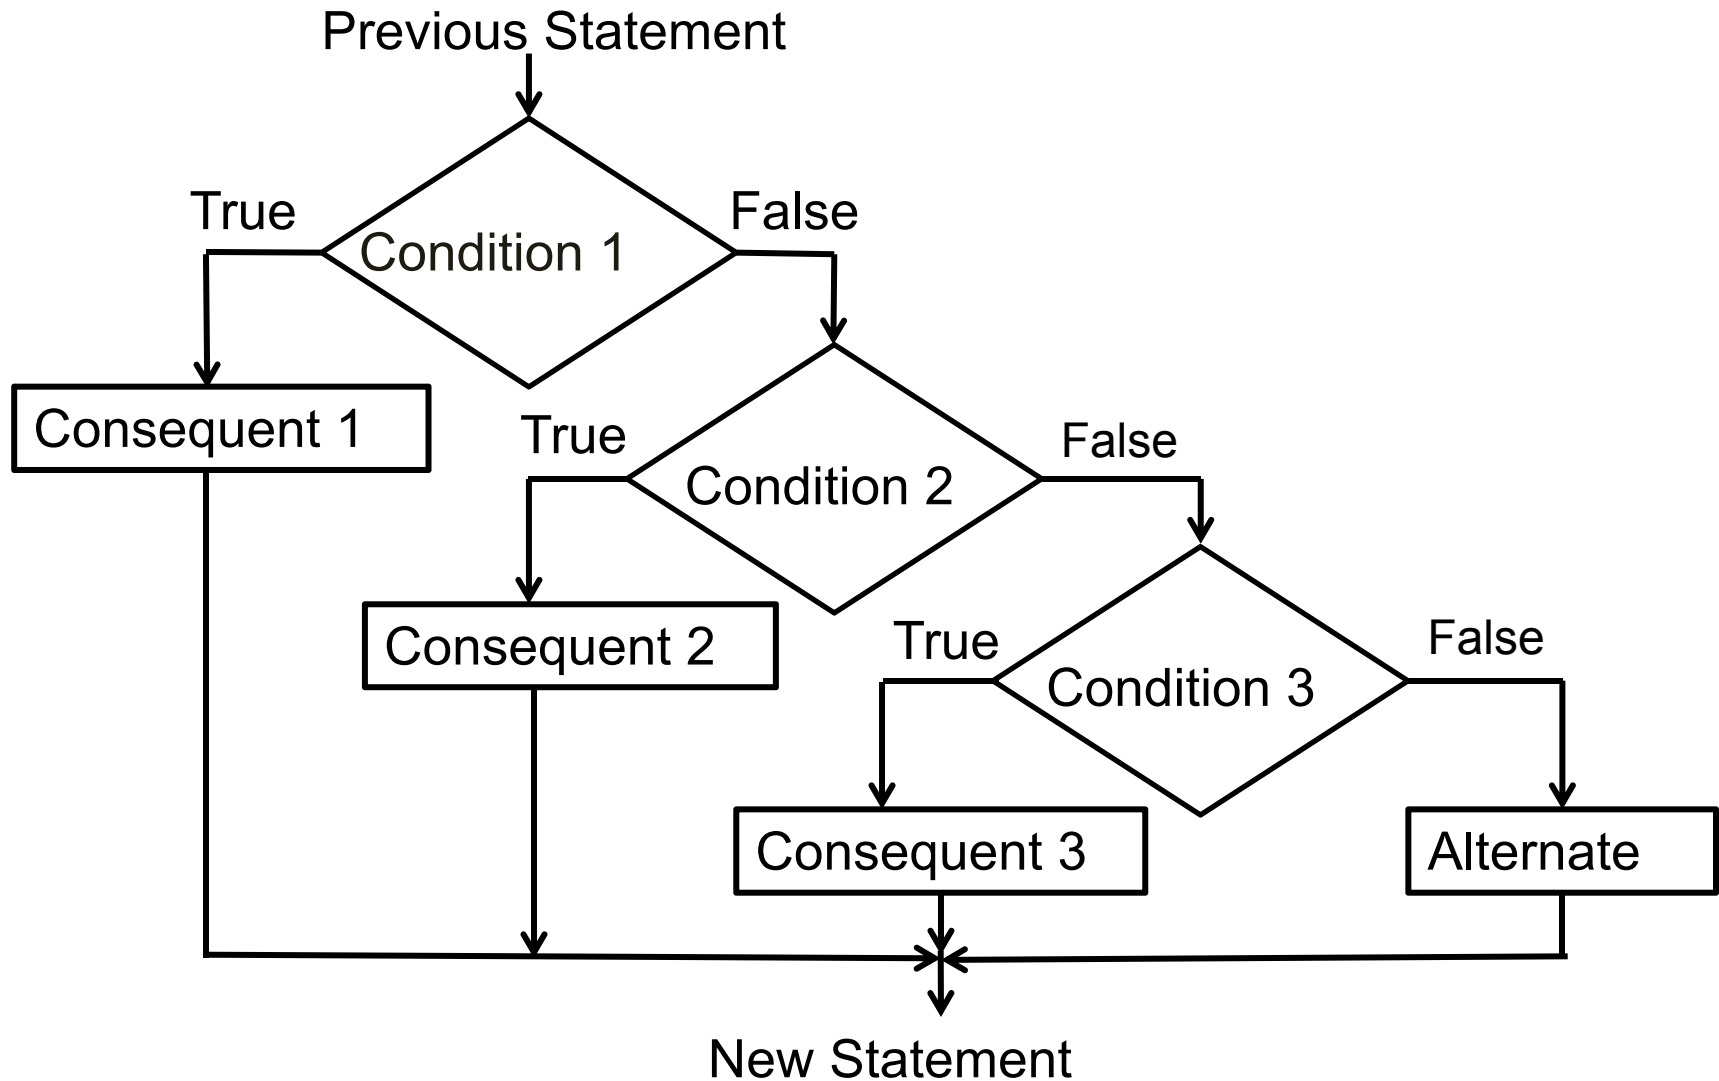 Previous Statement
True
False
Condition 1
Consequent 1
True
False
Condition 2
Consequent 2
True
False
Condition 3
Consequent 3
Alternate
New Statement